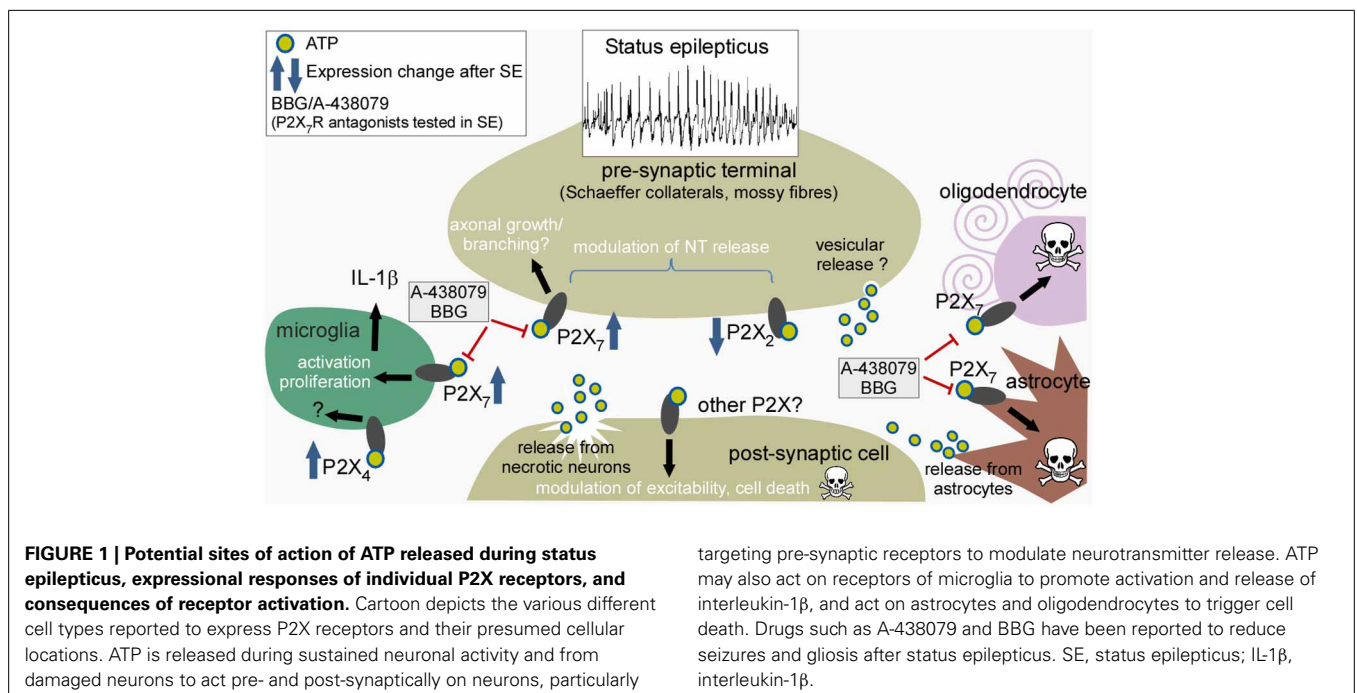 ATP
Expression change after SE
BBG/A-438079
(P2X7R antagonists tested in SE)
Status epilepticus
pre-synaptic terminal
(Schaeffer collaterals, mossy fibres)
axonal growth/
branching?
modulation of NT release
vesicular
release ?
oligodendrocyte
IL-1β
A-438079
BBG
microglia
activation
proliferation
?
P2X7
P2X4
P2X7
P2X2
P2X7
A-438079
BBG
P2X7
astrocyte
other P2X?
release from
necrotic neurons
post-synaptic cell
modulation of excitability, cell death
release from
astrocytes
FIGURE 1 | Potential sites of action of ATP released during status
epilepticus, expressional responses of individual P2X receptors, and
consequences of receptor activation. Cartoon depicts the various different
cell types reported to express P2X receptors and their presumed cellular
locations. ATP is released during sustained neuronal activity and from
damaged neurons to act pre- and post-synaptically on neurons, particularly
targeting pre-synaptic receptors to modulate neurotransmitter release. ATP
may also act on receptors of microglia to promote activation and release of
interleukin-1β, and act on astrocytes and oligodendrocytes to trigger cell
death. Drugs such as A-438079 and BBG have been reported to reduce
seizures and gliosis after status epilepticus. SE, status epilepticus; IL-1β,
interleukin-1β.